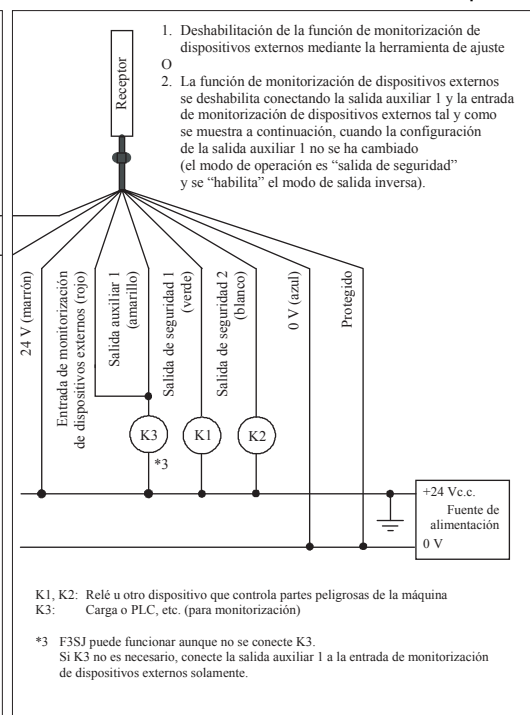 1. Deshabilitación de la función de monitorización de
dispositivos externos mediante la herramienta de ajuste
O
2. La función de monitorización de dispositivos externos
se deshabilita conectando la salida auxiliar 1 y la entrada
de monitorización de dispositivos externos tal y como
se muestra a continuación, cuando la configuración
de la salida auxiliar 1 no se ha cambiado
(el modo de operación es “salida de seguridad”
y se “habilita” el modo de salida inversa).
Receptor
24 V (marrón)
Entrada de monitorización
de dispositivos externos (rojo)
Salida auxiliar 1
(amarillo)
Salida de seguridad 1
(verde)
Salida de seguridad 2
(blanco)
0 V (azul)
Protegido
K3
K1
K2
*3
+24 Vc.c.
Fuente de
alimentación
0 V
K1, K2: Relé u otro dispositivo que controla partes peligrosas de la máquina
K3: Carga o PLC, etc. (para monitorización)
*3 F3SJ puede funcionar aunque no se conecte K3.
Si K3 no es necesario, conecte la salida auxiliar 1 a la entrada de monitorización
de dispositivos externos solamente.